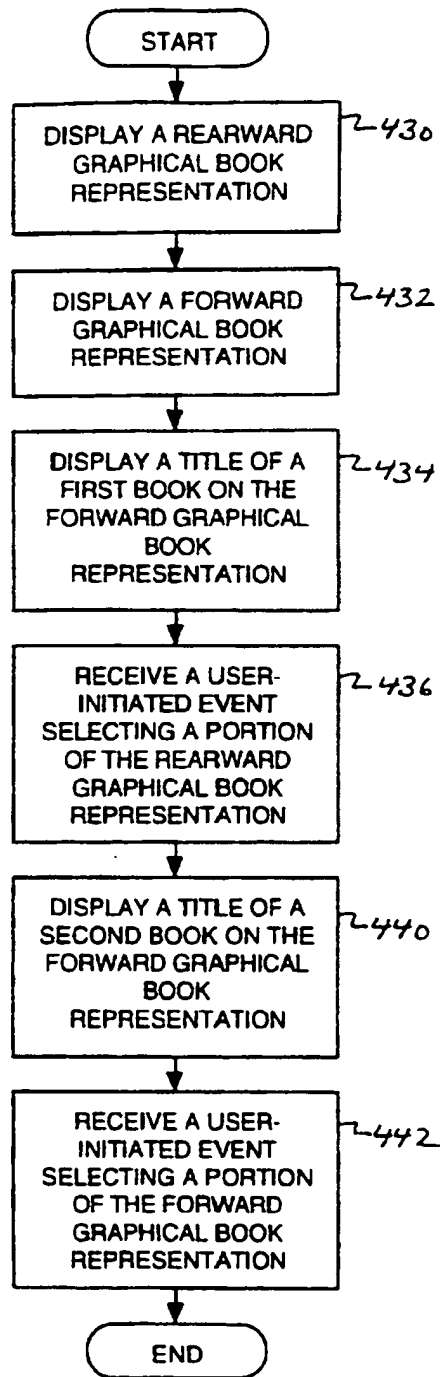 START
DISPLAY A REARWARD
GRAPHICAL BOOK
REPRESENTATION
430
DISPLAY A FORWARD
GRAPHICAL BOOK
REPRESENTATION
432
DISPLAY A TITLE OF A
FIRST BOOK ON THE
FORWARD GRAPHICAL
BOOK
REPRESENTATION
434
RECEIVE A USER-
INITIATED EVENT
SELECTING A PORTION
OF THE REARWARD
GRAPHICAL BOOK
REPRESENTATION
436
DISPLAY A TITLE OF A
SECOND BOOK ON THE
FORWARD GRAPHICAL
BOOK
REPRESENTATION
440
RECEIVE A USER-
INITIATED EVENT
SELECTING A PORTION
OF THE FORWARD
GRAPHICAL BOOK
REPRESENTATION
442
END